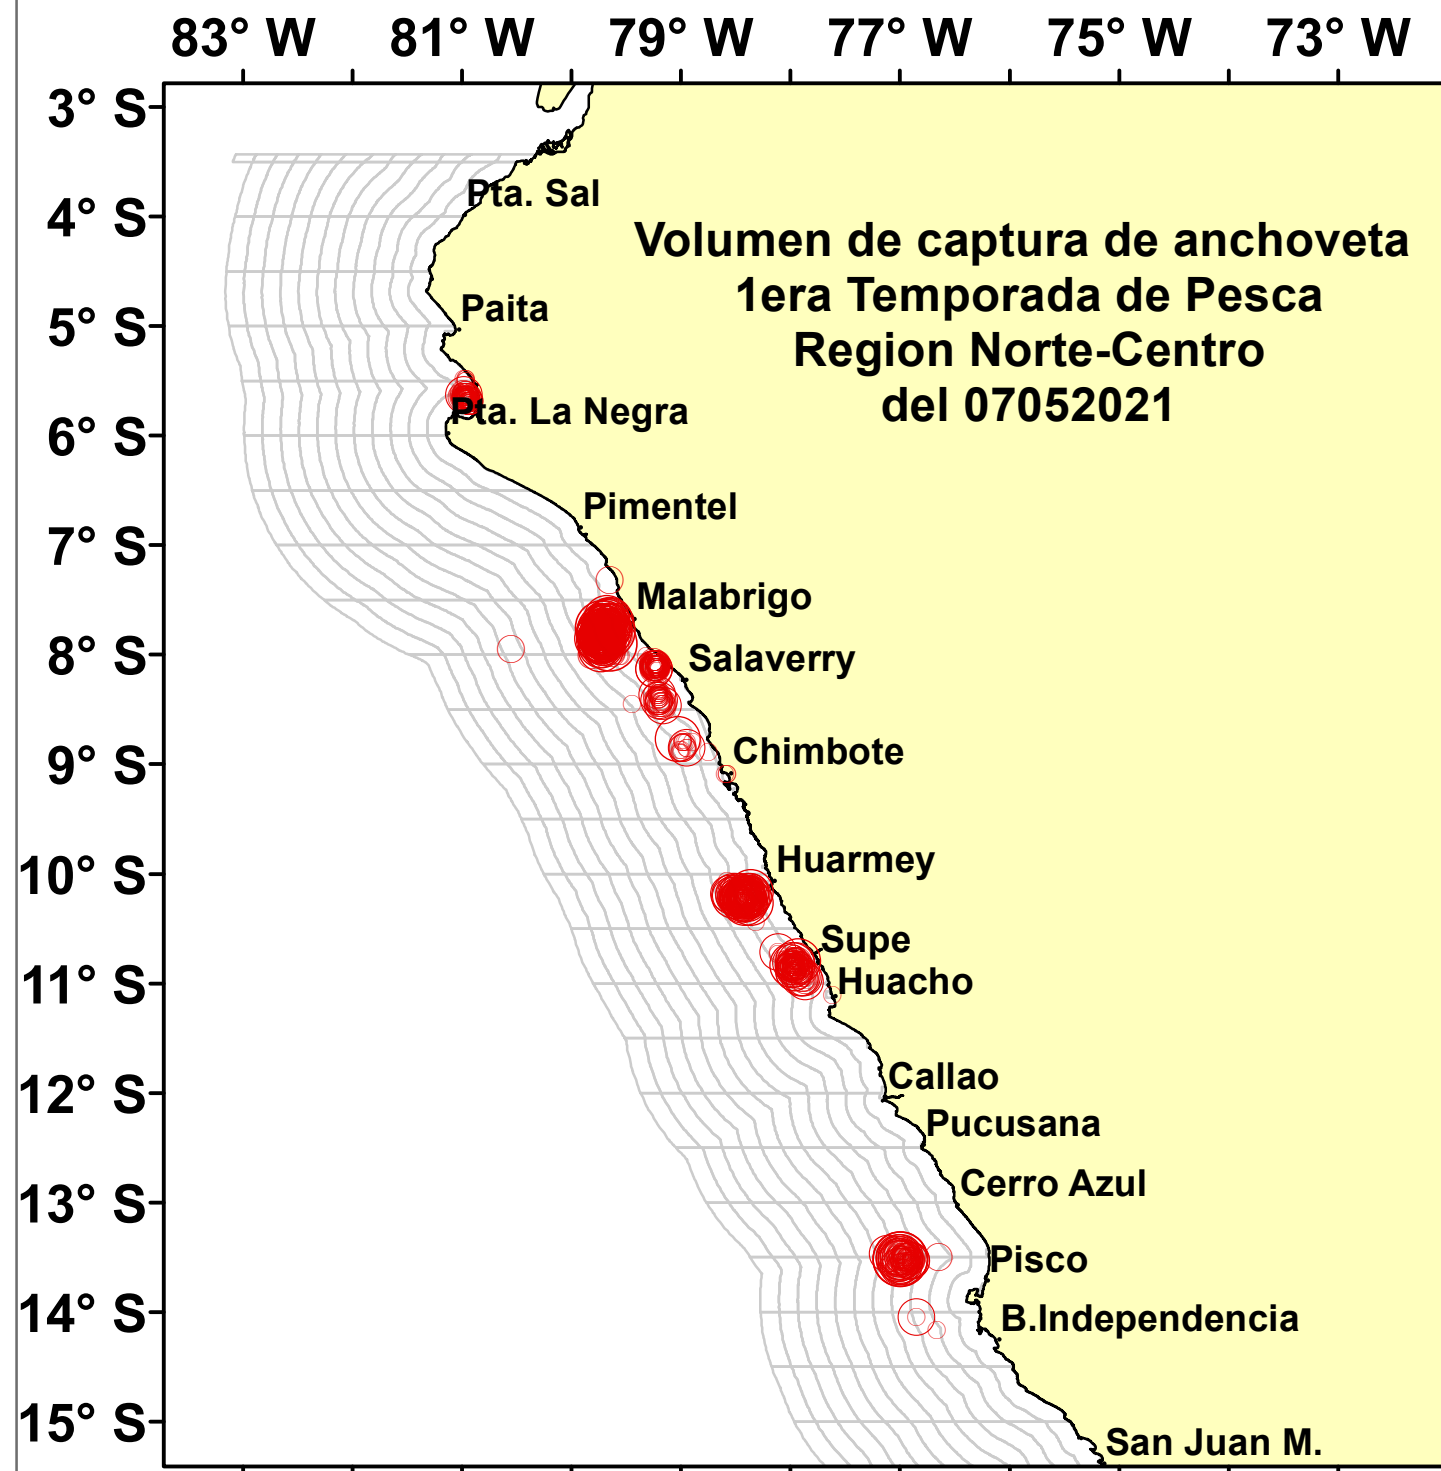 83° W 81° W 79° W 77° W 75° W 73° W
3° S
Pta. Sal
4° S
Volumen de captura de anchoveta
1era Temporada de Pesca
Region Norte-Centro
del 07052021
Paita
5° S
Pta. La Negra
6° S
Pimentel
7° S
Malabrigo
8° S
Salaverry
Chimbote
9° S
Huarmey
10° S
Supe
Huacho
11° S
Callao
12° S
Pucusana
Cerro Azul
13° S
Pisco
14° S
B.Independencia
15° S
San Juan M.